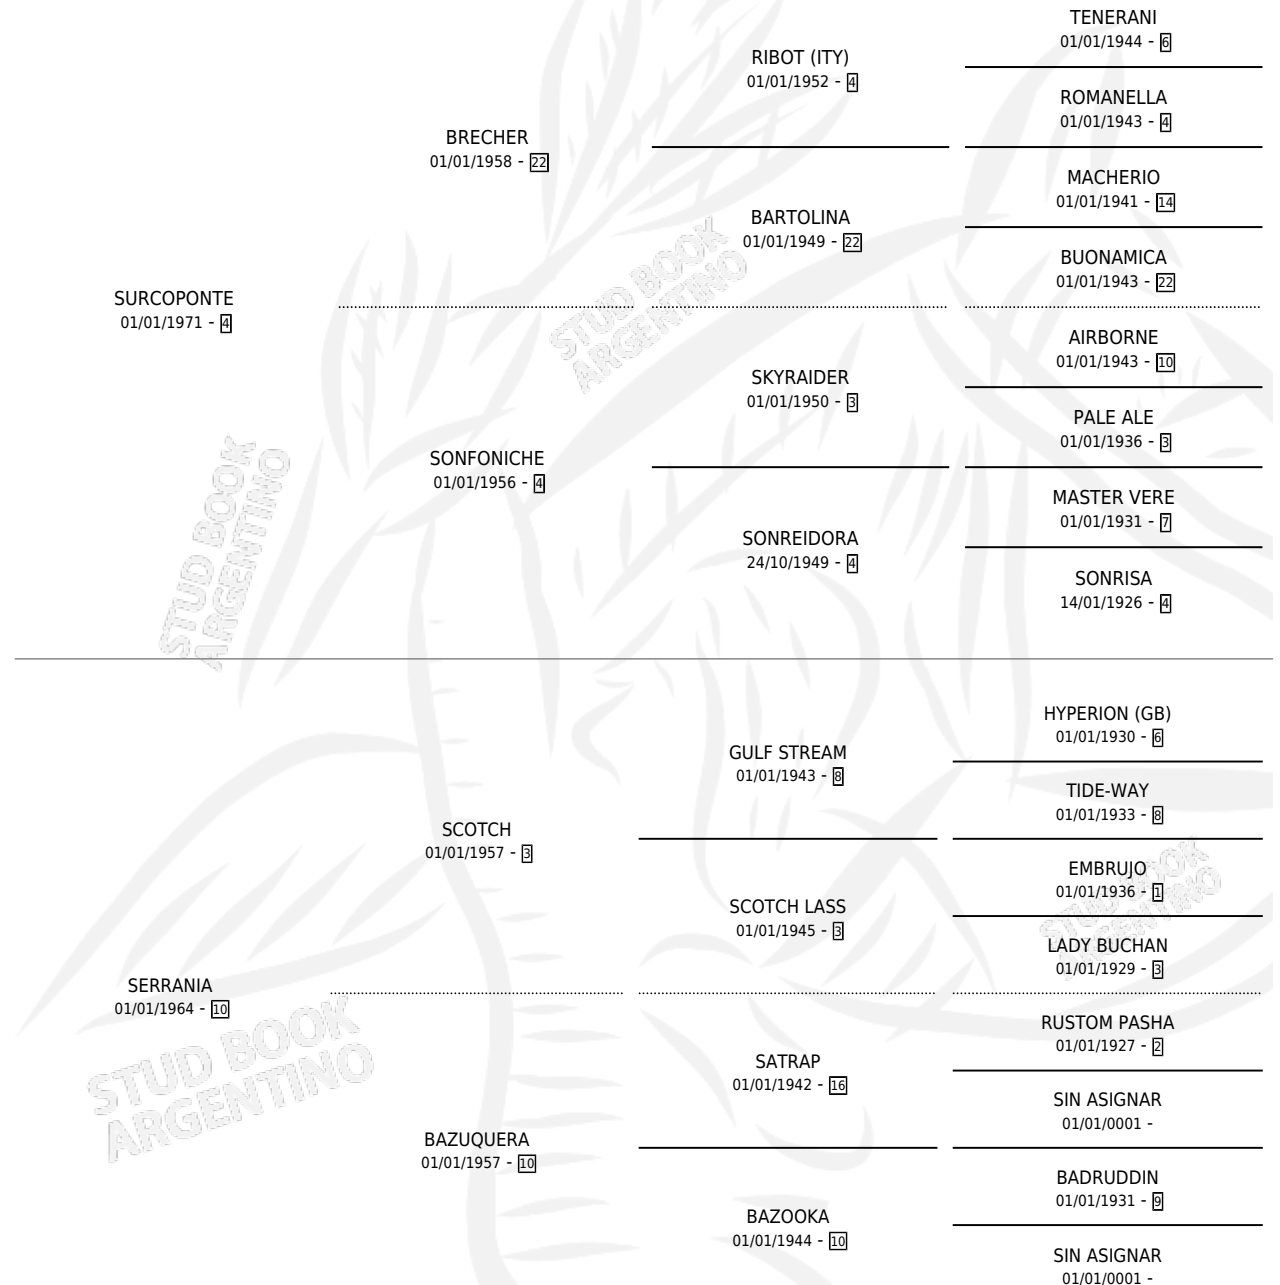 TENERANI
01/01/1944 - 6
RIBOT (ITY)
01/01/1952 - 4
ROMANELLA
01/01/1943 - 4
BRECHER
01/01/1958 - 22
MACHERIO
01/01/1941 - 14
BARTOLINA
01/01/1949 - 22
BUONAMICA
01/01/1943 - 22
SURCOPONTE
01/01/1971 - 4
STUD BOOK
ARGENTINO
AIRBORNE
01/01/1943 - 10
SKYRAIDER
01/01/1950 - 3
PALE ALE
01/01/1936 - 3
SONFONICHE
01/01/1956 - 4
MASTER VERE
01/01/1931 - 7
SONREIDORA
24/10/1949 - 4
SONRISA
14/01/1926 - 4
STUD BOOK
ARGENTINO
HYPERION (GB)
01/01/1930 - 6
GULF STREAM
01/01/1943 - 8
TIDE-WAY
01/01/1933 - 8
SCOTCH
01/01/1957 - 3
EMBRUJO
01/01/1936 - 1
SCOTCH LASS
01/01/1945 - 3
STUD BOOK
ARGENTINO
LADY BUCHAN
01/01/1929 - 3
SERRANIA
01/01/1964 - 10
STUD BOOK
ARGENTINO
RUSTOM PASHA
01/01/1927 - 2
SATRAP
01/01/1942 - 16
SIN ASIGNAR
01/01/0001 -
BAZUQUERA
01/01/1957 - 10
BADRUDDIN
01/01/1931 - 9
BAZOOKA
01/01/1944 - 10
SIN ASIGNAR
01/01/0001 -